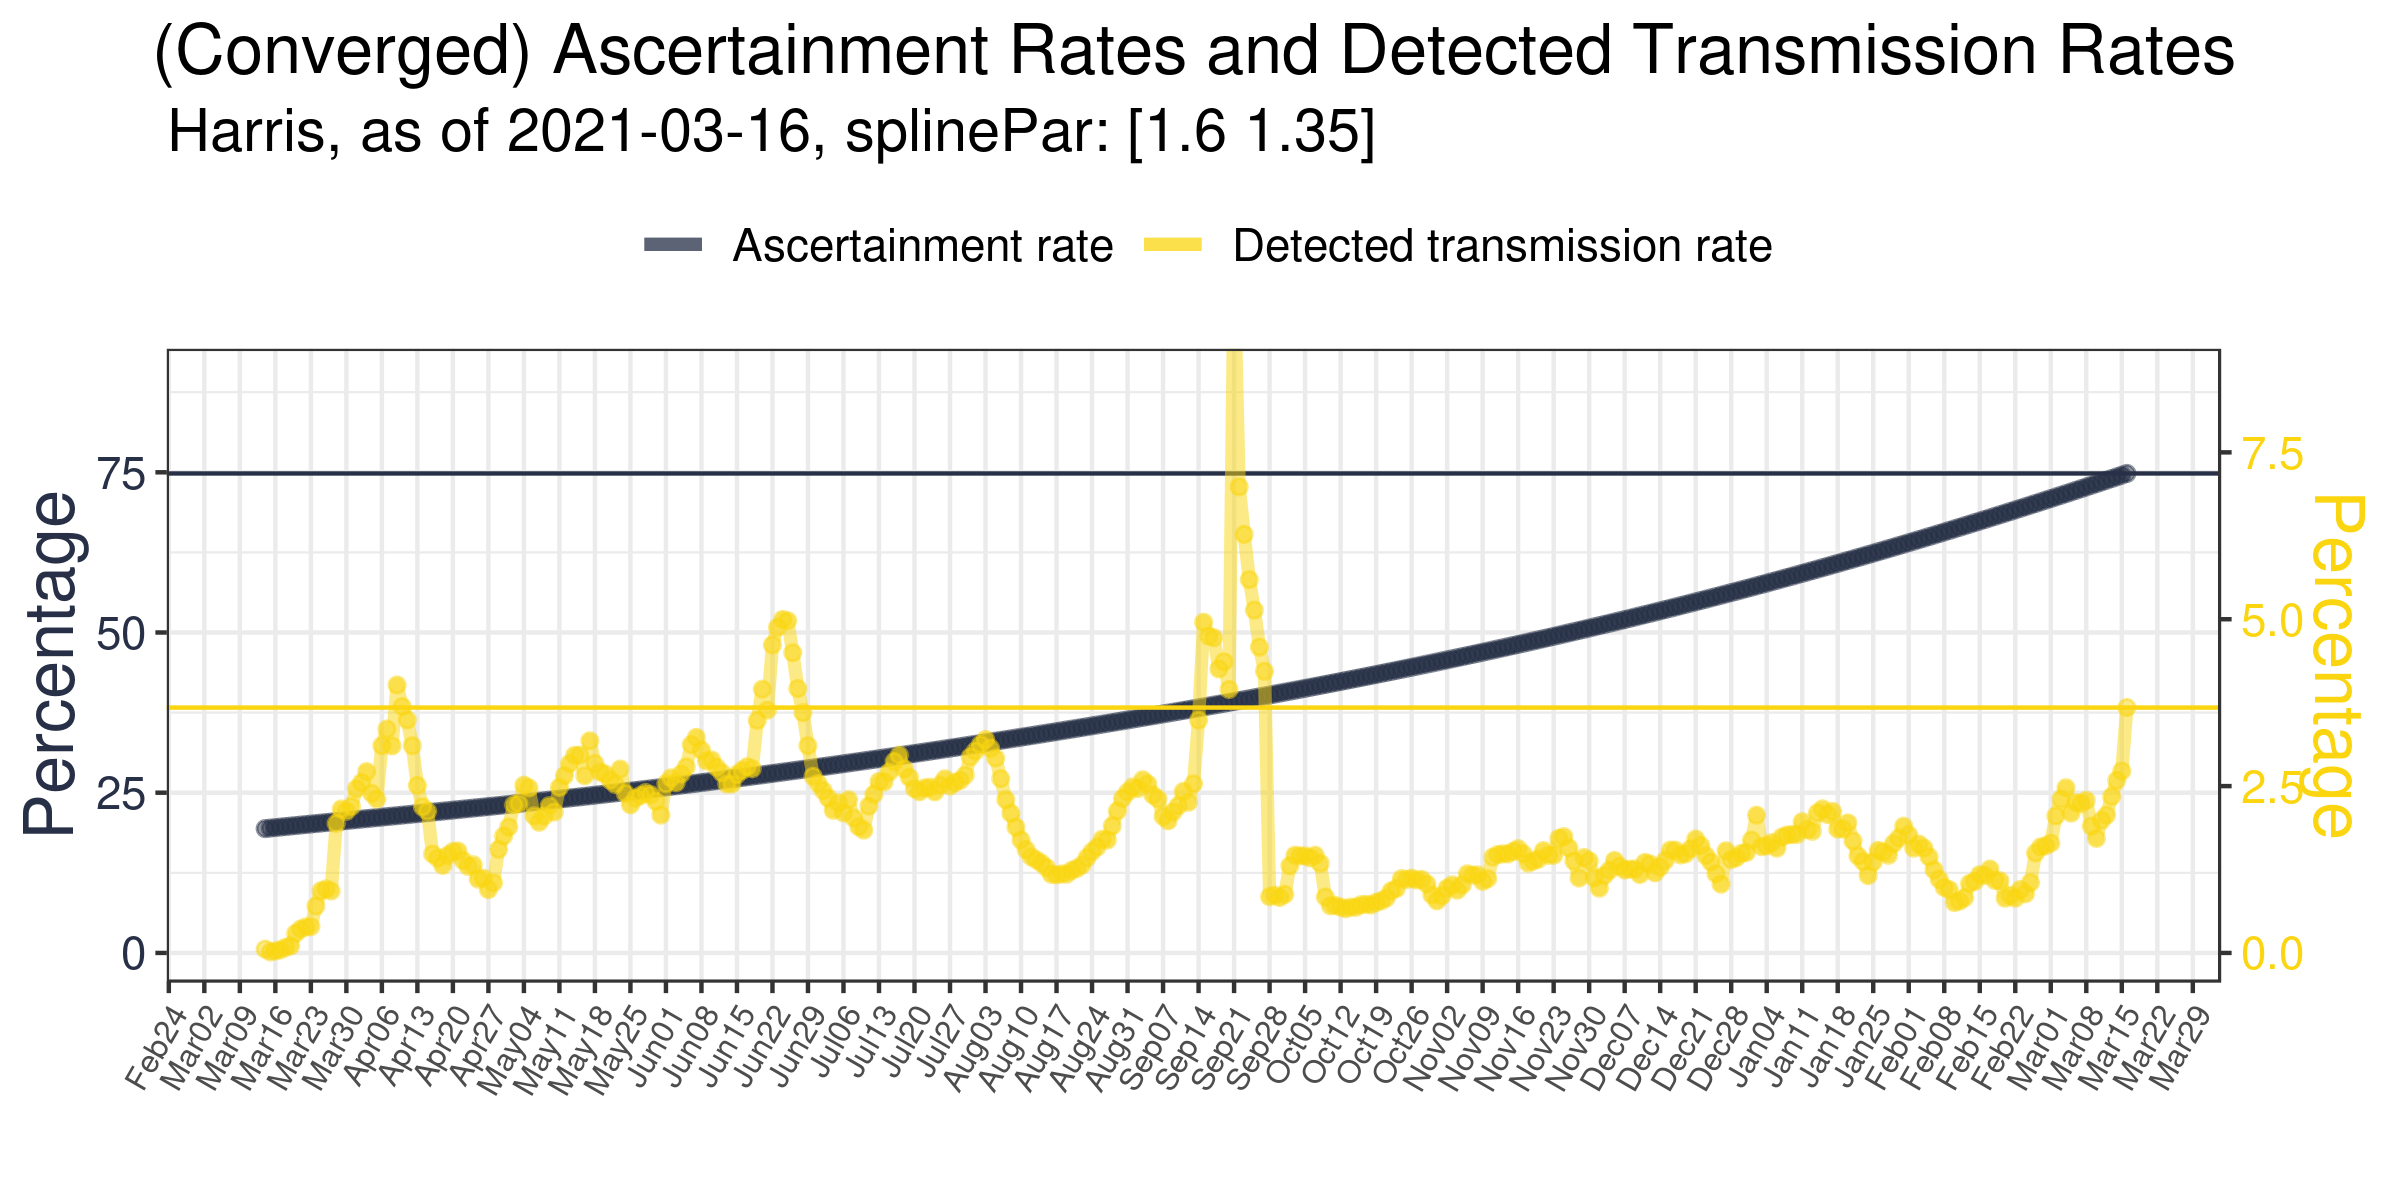 (Converged) Ascertainment Rates and Detected Transmission Rates
Harris, as of 2021-03-16, splinePar: [1.6 1.35]
Ascertainment rate
Detected transmission rate
Percentage
75
50
25
0
7.5
5.0
2.5
0.0
Percentage
Feb24
Mar02
Mar09
Mar16
Mar23
Mar30
Apr06
Apr13
Apr20
Apr27
May04
May11
May18
May25
Jun01
Jun08
Jun15
Jun22
Jun29
Jul06
Jul13
Jul20
Jul27
Aug03
Aug10
Aug17
Aug24
Aug31
Sep07
Sep14
Sep21
Sep28
Oct05
Oct12
Oct19
Oct26
Nov02
Nov09
Nov16
Nov23
Nov30
Dec07
Dec14
Dec21
Dec28
Jan04
Jan11
Jan18
Jan25
Feb01
Feb08
Feb15
Feb22
Mar01
Mar08
Mar15
Mar22
Mar29